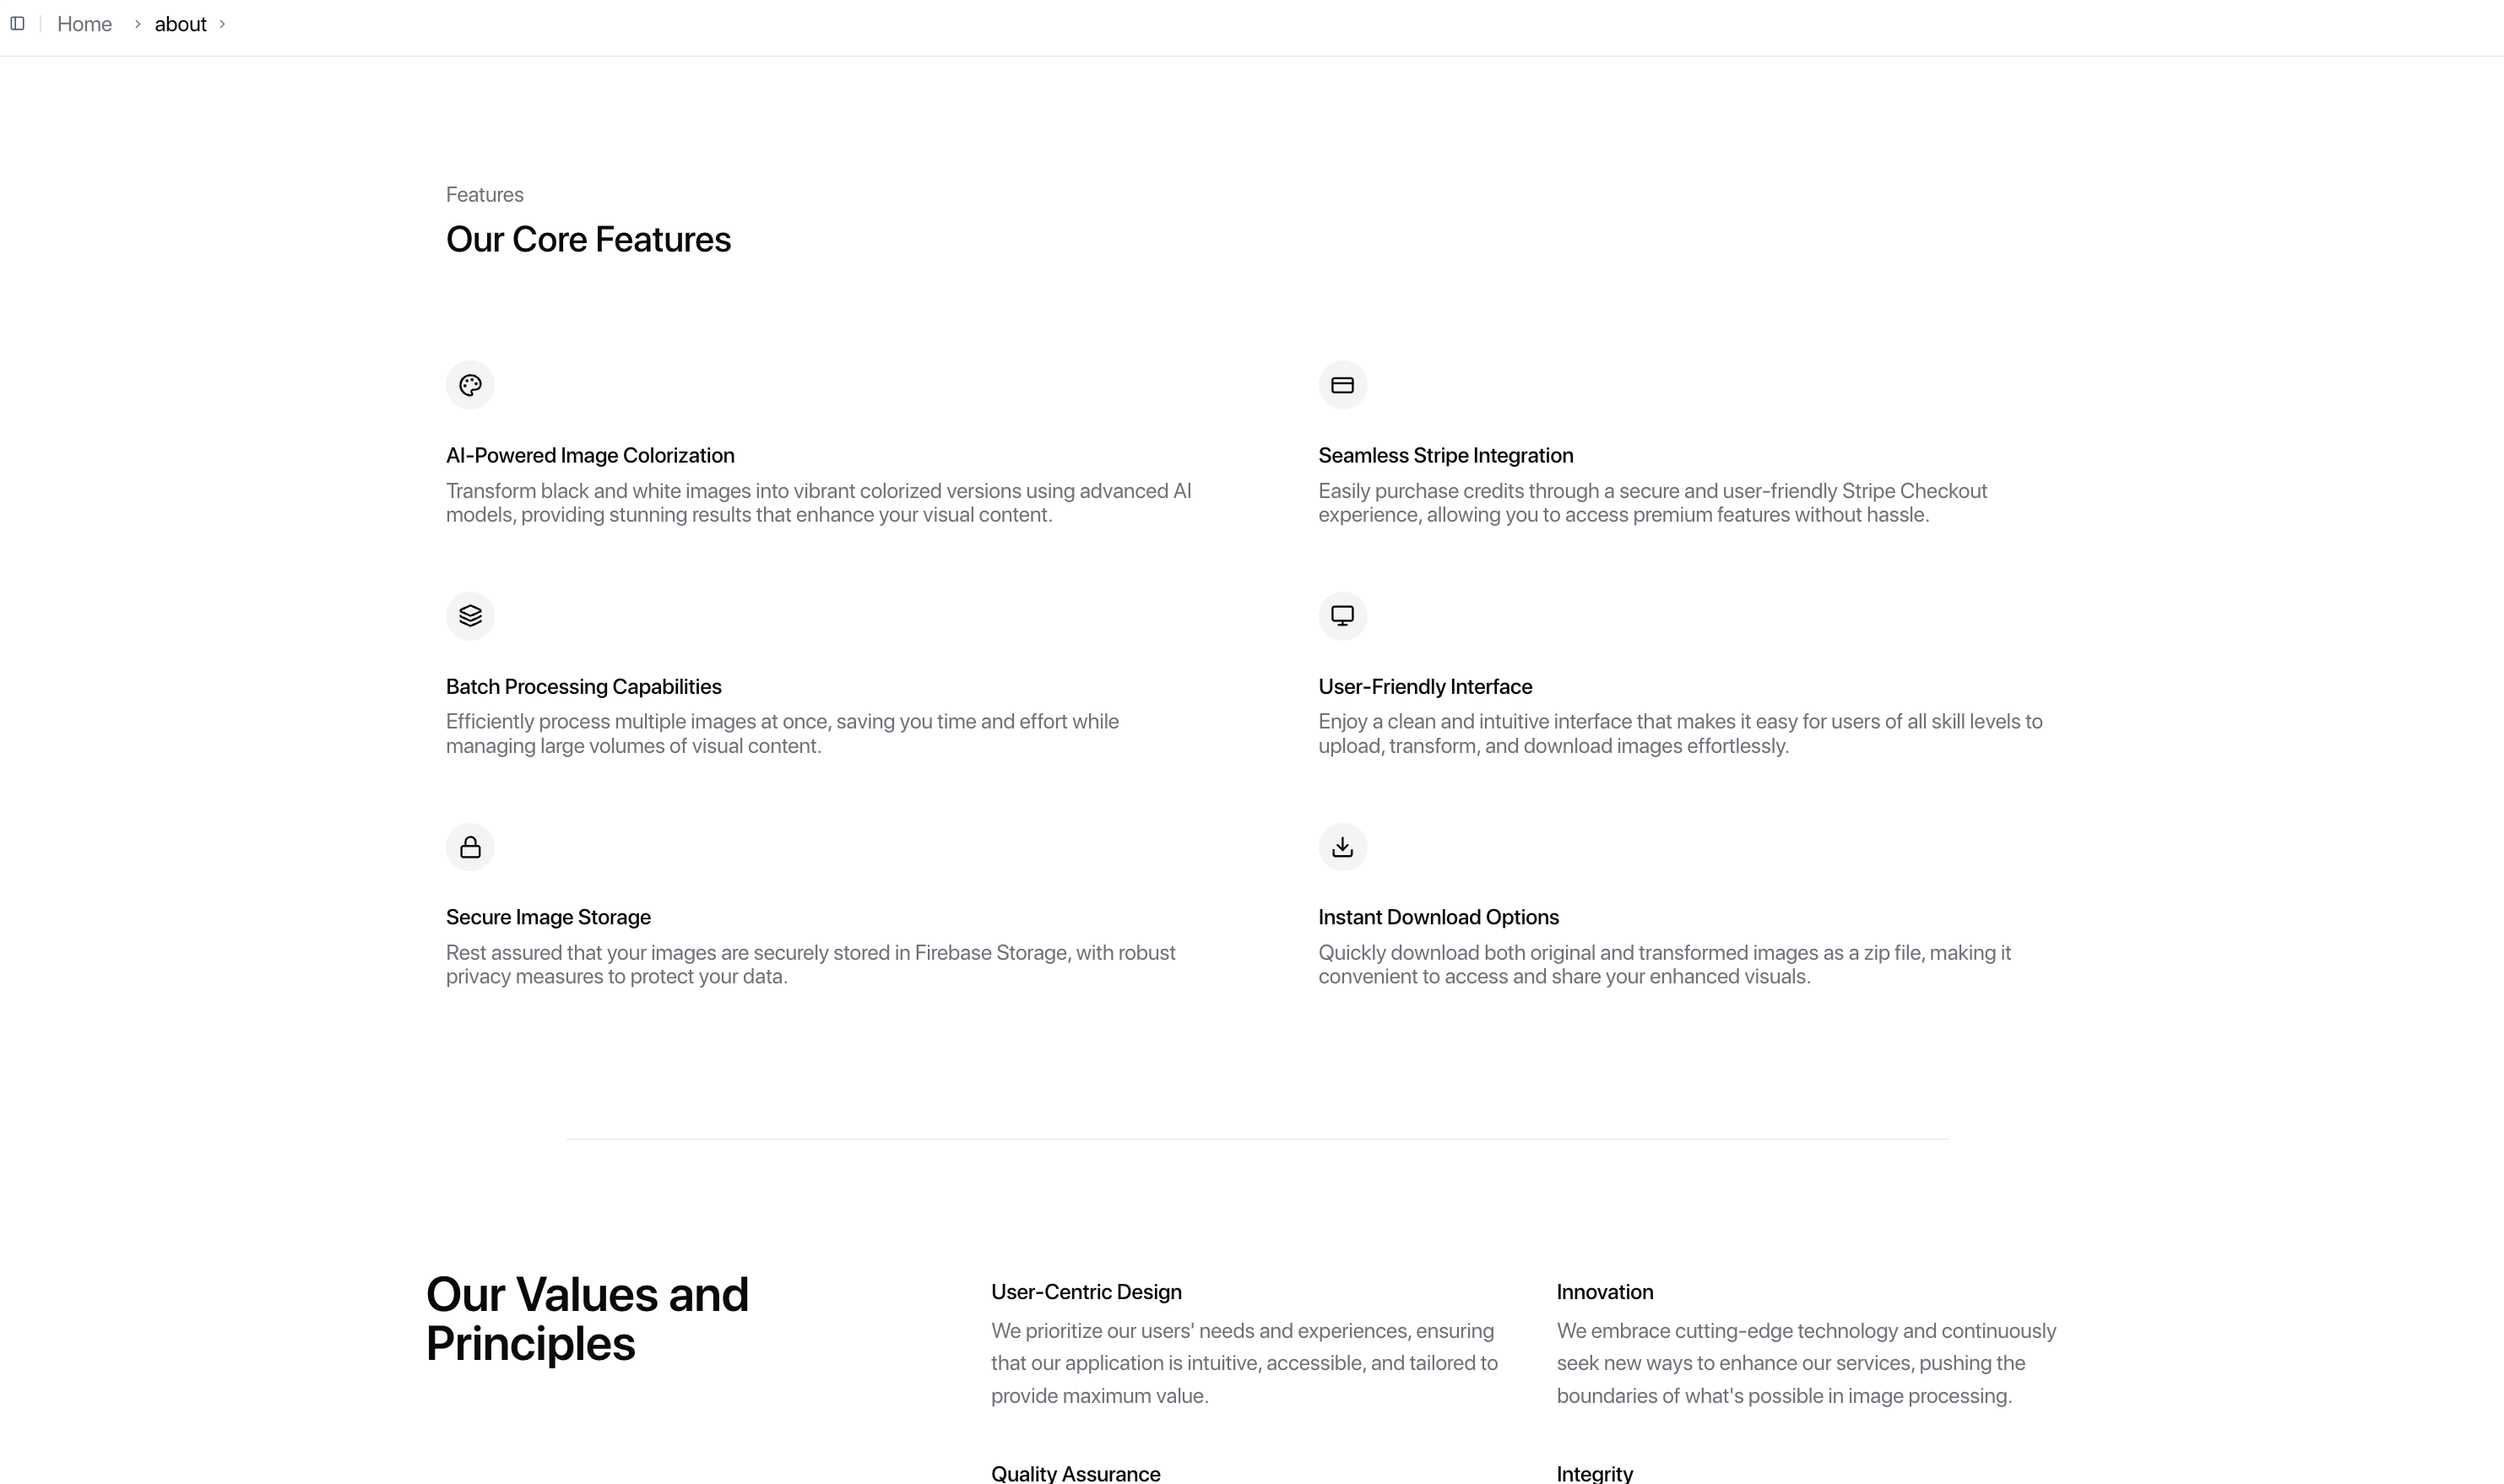 Home > about >
Features
Our Core Features
AI-Powered Image Colorization
Transform black and white images into vibrant colorized versions using advanced AI
models, providing stunning results that enhance your visual content.
Seamless Stripe Integration
Easily purchase credits through a secure and user-friendly Stripe Checkout
experience, allowing you to access premium features without hassle.
Batch Processing Capabilities
Efficiently process multiple images at once, saving you time and effort while
managing large volumes of visual content.
User-Friendly Interface
Enjoy a clean and intuitive interface that makes it easy for users of all skill levels to
upload, transform, and download images effortlessly.
Secure Image Storage
Rest assured that your images are securely stored in Firebase Storage, with robust
privacy measures to protect your data.
Instant Download Options
Quickly download both original and transformed images as a zip file, making it
convenient to access and share your enhanced visuals.
Our Values and
Principles
User-Centric Design
We prioritize our users' needs and experiences, ensuring
that our application is intuitive, accessible, and tailored to
provide maximum value.
Innovation
We embrace cutting-edge technology and continuously
seek new ways to enhance our services, pushing the
boundaries of what's possible in image processing.
Quality Assurance
Integrity